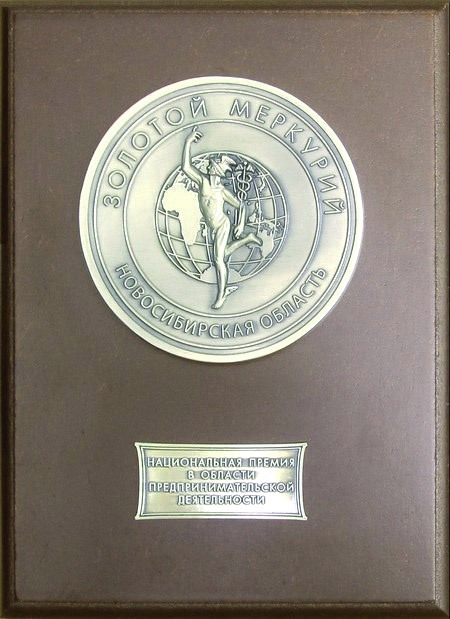 ЗОЛОТОЙ МЕРКУРИЙ
НОВОСИБИРСКАЯ ОБЛАСТЬ
НАЦИОНАЛЬНАЯ ПРЕМИЯ
В ОБЛАСТИ
ПРЕДПРИНИМАТЕЛЬСКОЙ
ДЕЯТЕЛЬНОСТИ